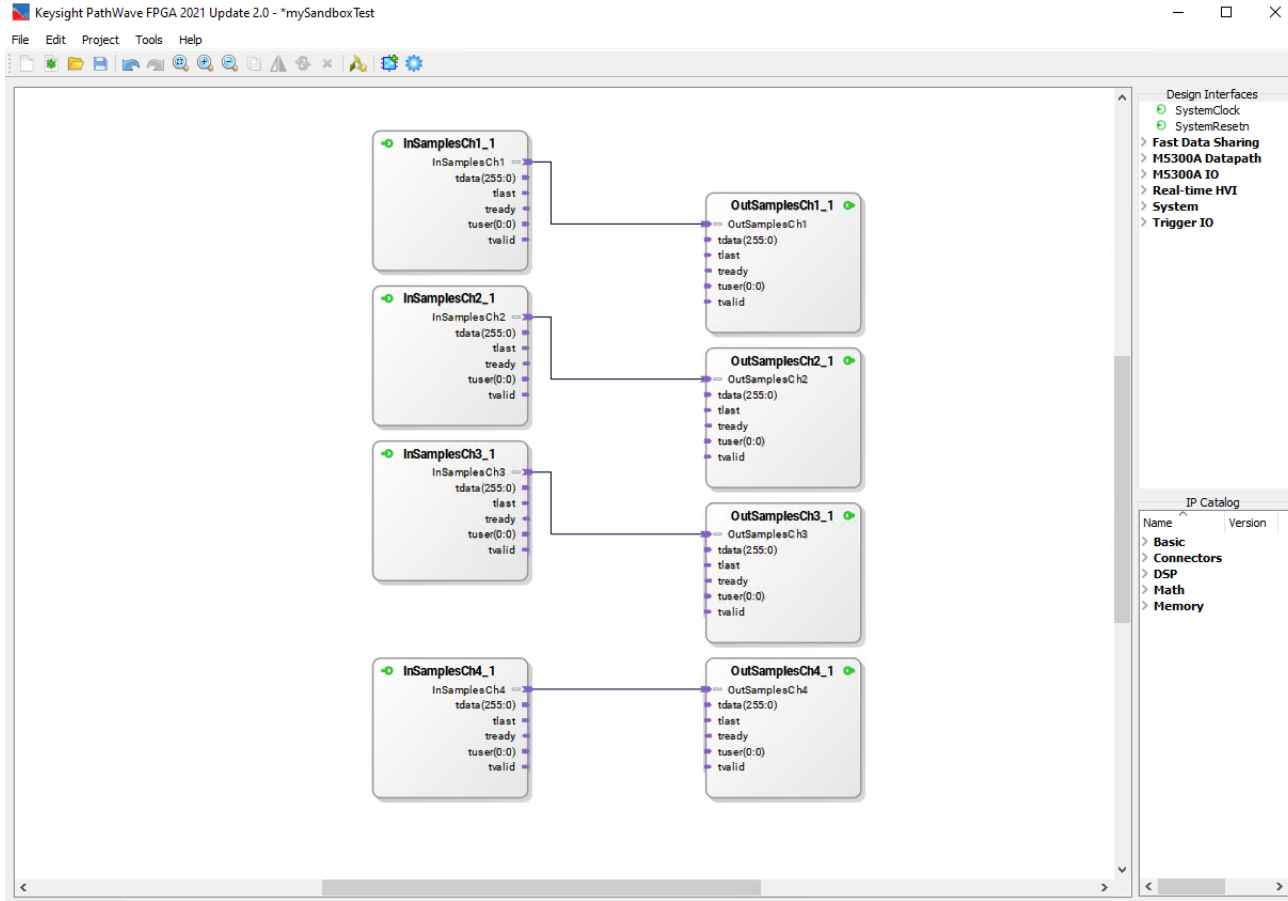 Keysight PathWave FPGA 2021 Update 2.0 - *mySandboxTest
File Edit Project Tools Help
InSamplesCh1_1
InSamplesCh1
tdata(255:0)
tlast
tready
tuser(0:0)
tvalid
OutSamplesCh1_1
OutSamplesCh1
tdata(255:0)
tlast
tready
tuser(0:0)
tvalid
InSamplesCh2_1
InSamplesCh2
tdata(255:0)
tlast
tready
tuser(0:0)
tvalid
OutSamplesCh2_1
OutSamplesCh2
tdata(255:0)
tlast
tready
tuser(0:0)
tvalid
InSamplesCh3_1
InSamplesCh3
tdata(255:0)
tlast
tready
tuser(0:0)
tvalid
OutSamplesCh3_1
OutSamplesCh3
tdata(255:0)
tlast
tready
tuser(0:0)
tvalid
InSamplesCh4_1
InSamplesCh4
tdata(255:0)
tlast
tready
tuser(0:0)
tvalid
OutSamplesCh4_1
OutSamplesCh4
tdata(255:0)
tlast
tready
tuser(0:0)
tvalid
Design Interfaces
SystemClock
SystemResetn
Fast Data Sharing
M5300A Datapath
M5300A IO
Real-time HVI
System
Trigger IO
IP Catalog
Name Version
Basic
Connectors
DSP
Math
Memory